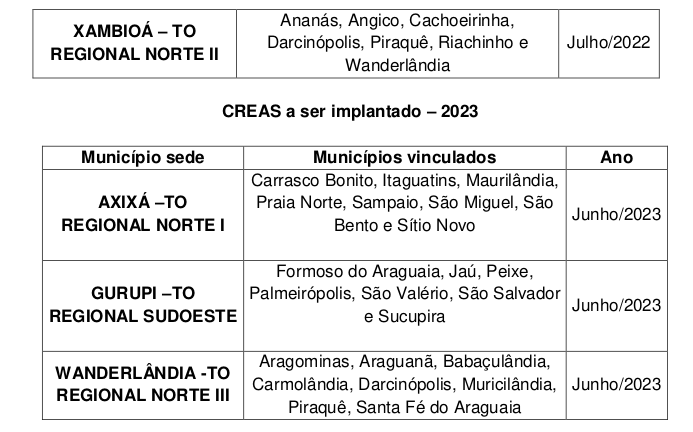 XAMBIOÁ – TO
REGIONAL NORTE II
Ananás, Angico, Cachoeirinha,
Darcinópolis, Piraquê, Riachinho e
Wanderlândia
Julho/2022
CREAS a ser implantado – 2023
Município sede
Municípios vinculados
Ano
AXIXÁ –TO
REGIONAL NORTE I
Carrasco Bonito, Itaguatins, Maurilândia,
Praia Norte, Sampaio, São Miguel, São
Bento e Sítio Novo
Junho/2023
GURUPI –TO
REGIONAL SUDOESTE
Formoso do Araguaia, Jaú, Peixe,
Palmeirópolis, São Valério, São Salvador
e Sucupira
Junho/2023
WANDERLÂNDIA -TO
REGIONAL NORTE III
Aragominas, Araguanã, Babaçulândia,
Carmolândia, Darcinópolis, Muricilândia,
Piraquê, Santa Fé do Araguaia
Junho/2023